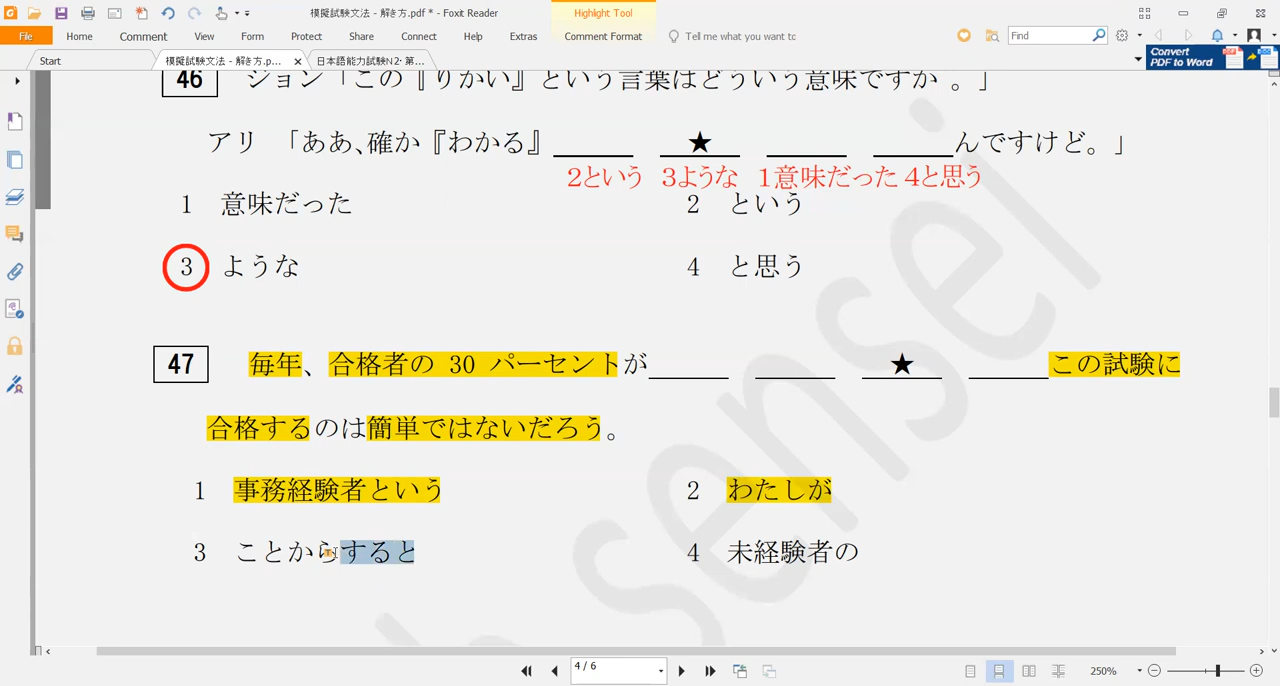 模擬試験文法 - 解き方.pdf * - Foxit Reader
Highlight Tool
File Home Comment View Form Protect Share Connect Help Extras Comment Format Tell me what you want to Find
Convert PDF to Word
Start 模擬試験文法 - 解き方.p... 日本語能力試験N2・第...
46 ション「この『りかい』という言葉はどういう意味ですか 。」
アリ 「ああ、確か『わかる』 ★ んですけど。」
2という 3ような 1意味だった 4と思う
1 意味だった 2 という
3 ような 4 と思う
47 毎年、合格者の 30 パーセントが ★ この試験に
合格するのは簡単ではないだろう。
1 事務経験者という 2 わたしが
3 ことからすると 4 未経験者の
sensei
4 / 6 250%